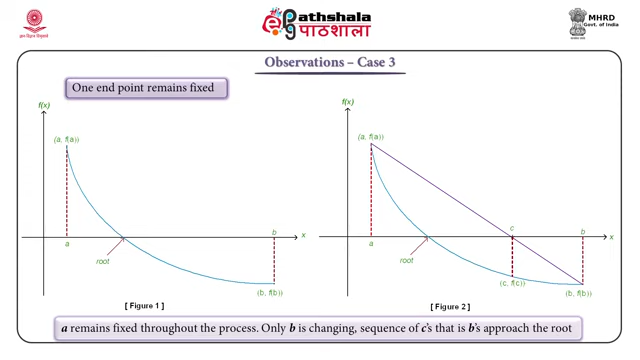 Pathshala
पाठशाला
MHRD
Govt. of India
Observations – Case 3
One end point remains fixed
f(x)
(a, f(a))
a
root
b
x
(b, f(b))
[ Figure 1 ]
f(x)
(a, f(a))
a
root
c
b
x
(c, f(c))
(b, f(b))
[ Figure 2 ]
a remains fixed throughout the process. Only b is changing, sequence of c's that is b's approach the root